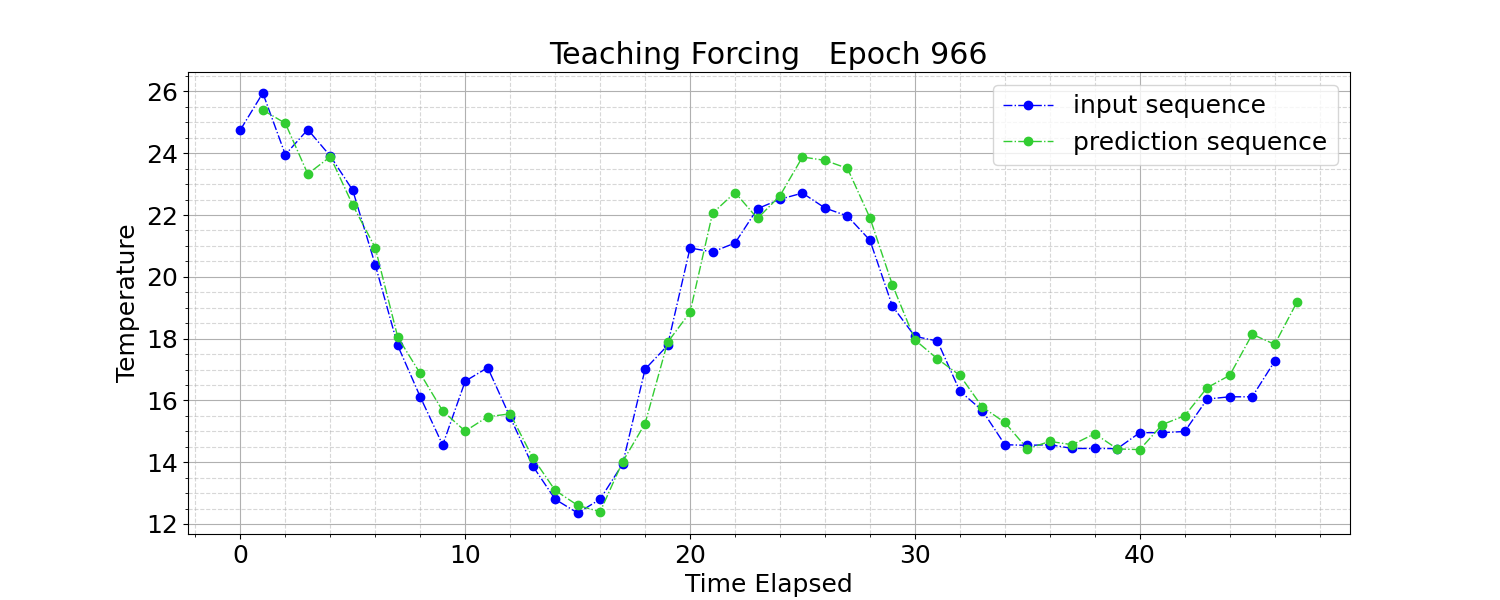 Teaching Forcing   Epoch 966
input sequence
prediction sequence
Temperature
26
24
22
20
18
16
14
12
0 10 20 30 40
Time Elapsed